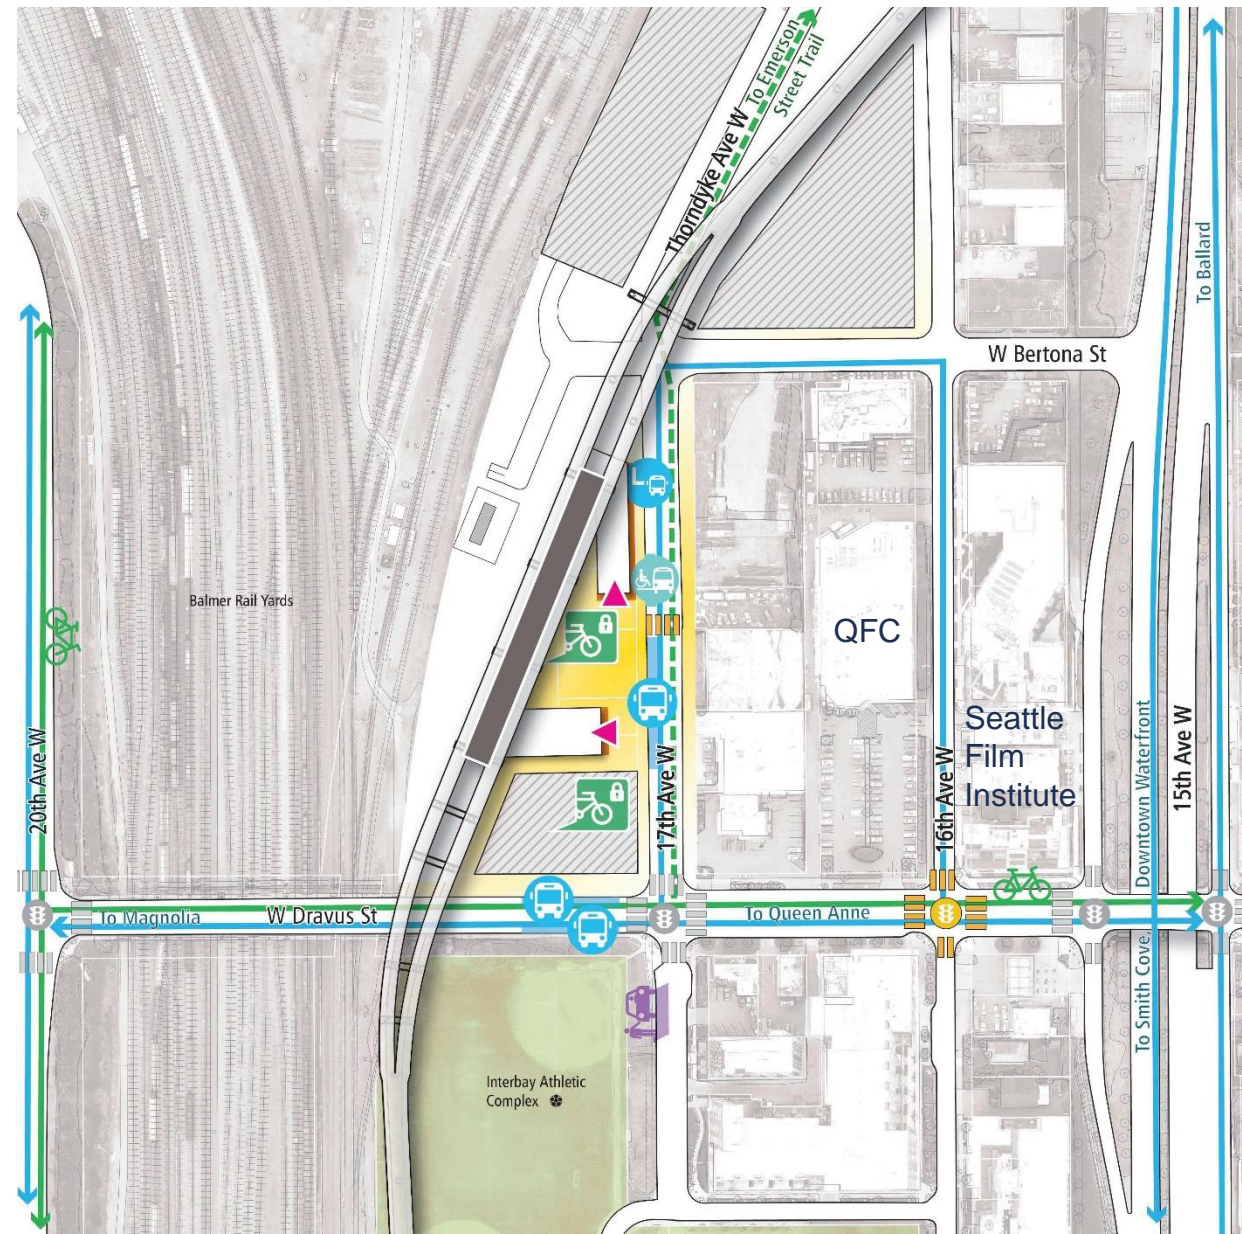 To Emerson
Street Trail
Thorndyke Ave W
To Ballard
W Bertona St
Balmer Rail Yards
QFC
Seattle
Film
Institute
20th Ave W
17th Ave W
16th Ave W
15th Ave W
To Smith Cove, Downtown Waterfront
To Magnolia
W Dravus St
To Queen Anne
Interbay Athletic
Complex